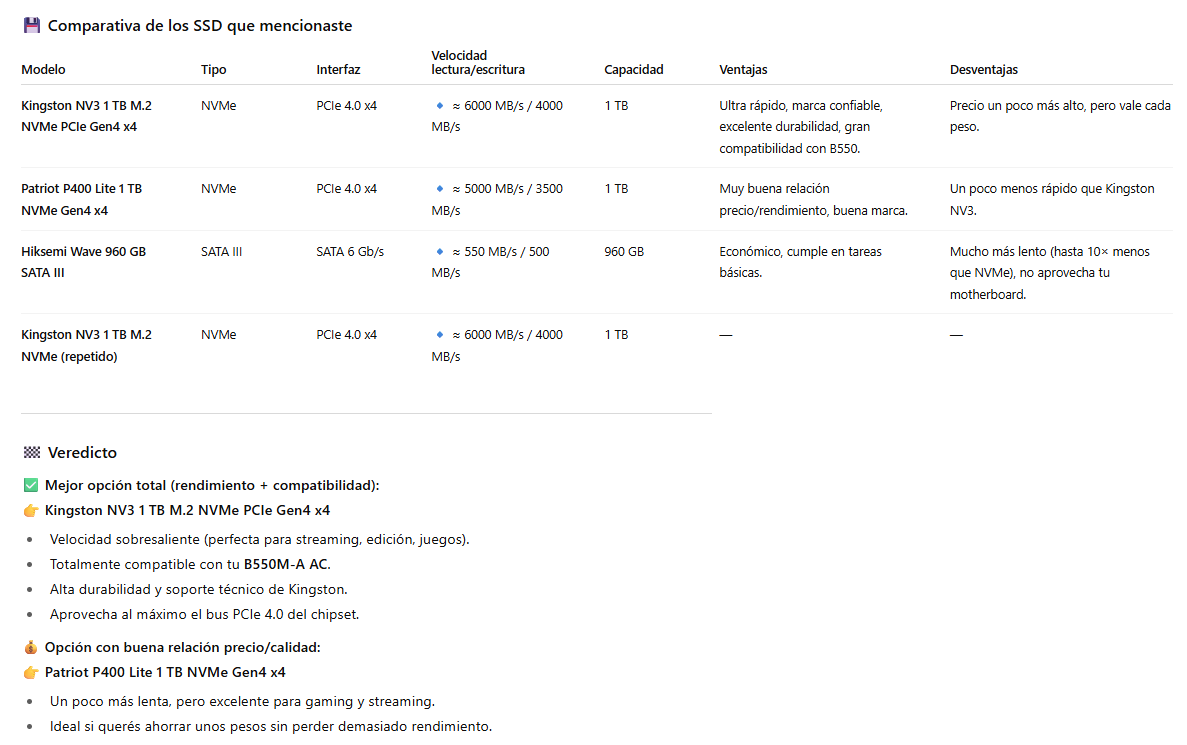 💾 Comparativa de los SSD que mencionaste
Modelo Tipo Interfaz Velocidad lectura/escritura Capacidad Ventajas Desventajas
Kingston NV3 1 TB M.2 NVMe PCIe Gen4 x4 NVMe PCIe 4.0 x4 🔹 ≈ 6000 MB/s / 4000 MB/s 1 TB Ultra rápido, marca confiable, excelente durabilidad, gran compatibilidad con B550. Precio un poco más alto, pero vale cada peso.
Patriot P400 Lite 1 TB NVMe Gen4 x4 NVMe PCIe 4.0 x4 🔹 ≈ 5000 MB/s / 3500 MB/s 1 TB Muy buena relación precio/rendimiento, buena marca. Un poco menos rápido que Kingston NV3.
Hiksemi Wave 960 GB SATA III SATA III SATA 6 Gb/s 🔹 ≈ 550 MB/s / 500 MB/s 960 GB Económico, cumple en tareas básicas. Mucho más lento (hasta 10× menos que NVMe), no aprovecha tu motherboard.
Kingston NV3 1 TB M.2 NVMe (repetido) NVMe PCIe 4.0 x4 🔹 ≈ 6000 MB/s / 4000 MB/s 1 TB — —
🏁 Veredicto
✅ Mejor opción total (rendimiento + compatibilidad):
👉 Kingston NV3 1 TB M.2 NVMe PCIe Gen4 x4
• Velocidad sobresaliente (perfecta para streaming, edición, juegos).
• Totalmente compatible con tu B550M-A AC.
• Alta durabilidad y soporte técnico de Kingston.
• Aprovecha al máximo el bus PCIe 4.0 del chipset.
💰 Opción con buena relación precio/calidad:
👉 Patriot P400 Lite 1 TB NVMe Gen4 x4
• Un poco más lenta, pero excelente para gaming y streaming.
• Ideal si querés ahorrar unos pesos sin perder demasiado rendimiento.